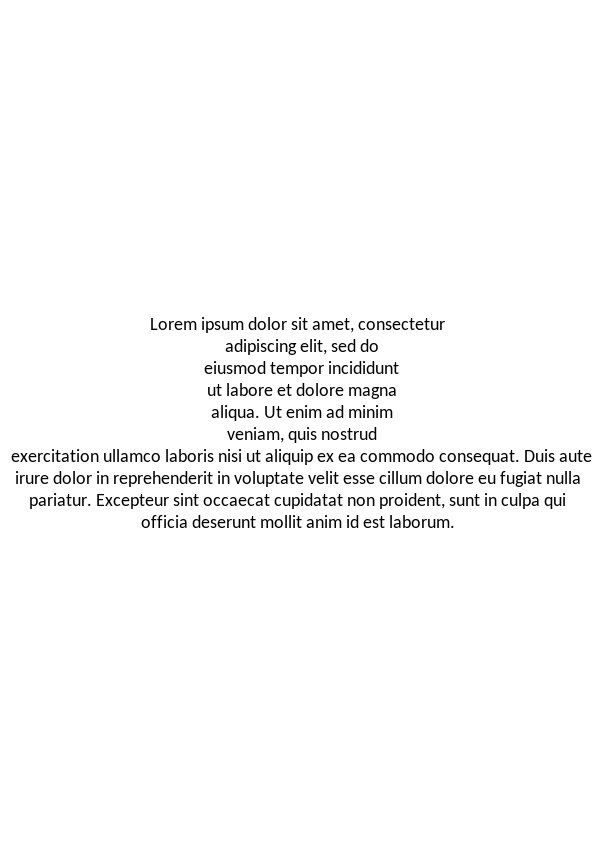 Lorem ipsum dolor sit amet, consectetur
adipiscing elit, sed do
eiusmod tempor incididunt
ut labore et dolore magna
aliqua. Ut enim ad minim
veniam, quis nostrud
exercitation ullamco laboris nisi ut aliquip ex ea commodo consequat. Duis aute
irure dolor in reprehenderit in voluptate velit esse cillum dolore eu fugiat nulla
pariatur. Excepteur sint occaecat cupidatat non proident, sunt in culpa qui
officia deserunt mollit anim id est laborum.